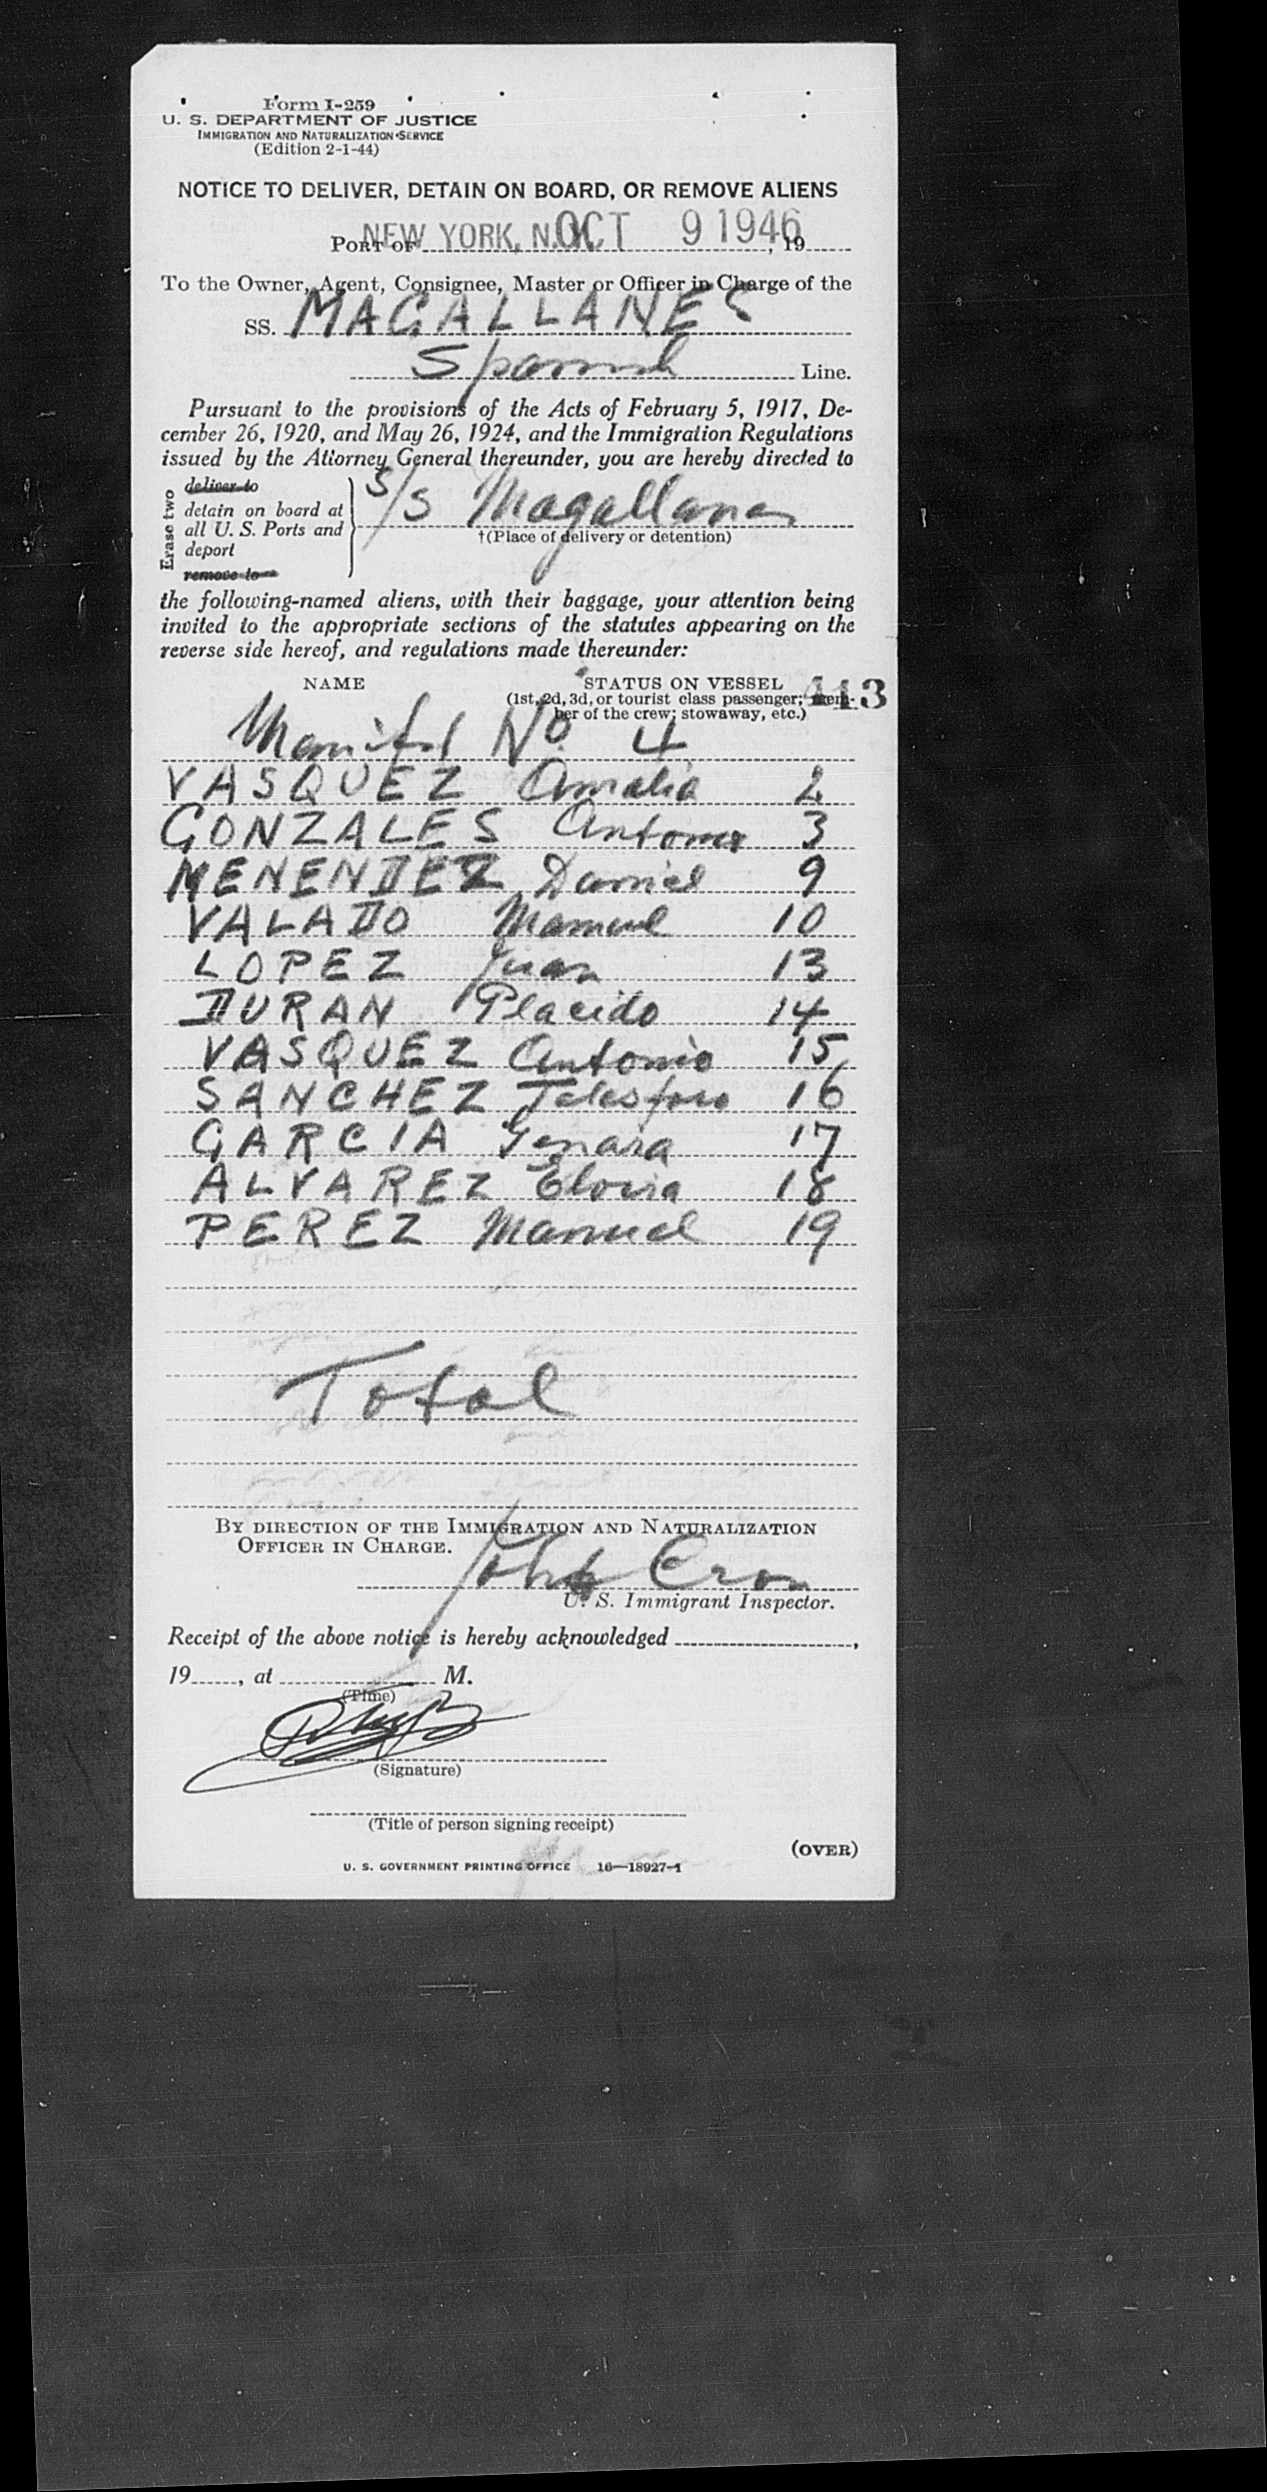 Form I-259
U. S. DEPARTMENT OF JUSTICE
IMMIGRATION AND NATURALIZATION SERVICE
(Edition 2-1-44)
NOTICE TO DELIVER, DETAIN ON BOARD, OR REMOVE ALIENS
PORT OF NEW YORK, N.Y. OCT 9 1946, 19
To the Owner, Agent, Consignee, Master or Officer in Charge of the
SS. MAGALLANES
Spanish Line.
Pursuant to the provisions of the Acts of February 5, 1917, De-
cember 26, 1920, and May 26, 1924, and the Immigration Regulations
issued by the Attorney General thereunder, you are hereby directed to
Erase two
deliver to
detain on board at
all U. S. Ports and
deport
remove to
S/S Magallanes
†(Place of delivery or detention)
the following-named aliens, with their baggage, your attention being
invited to the appropriate sections of the statutes appearing on the
reverse side hereof, and regulations made thereunder:
NAME STATUS ON VESSEL
(1st, 2d, 3d, or tourist class passenger; mem-
ber of the crew; stowaway, etc.)
413
Manifest No. 4
VASQUEZ Amalia 2
GONZALES Antonia 3
MENENDEZ Daniel 9
VALADO Manuel 10
LOPEZ Juan 13
DURAN Placido 14
VASQUEZ Antonio 15
SANCHEZ Telesforo 16
GARCIA Genara 17
ALVAREZ Elovia 18
PEREZ Manuel 19
Total
BY DIRECTION OF THE IMMIGRATION AND NATURALIZATION
OFFICER IN CHARGE.
John Cron
U. S. Immigrant Inspector.
Receipt of the above notice is hereby acknowledged ,
19 , at M.
(Time)
(Signature)
(Title of person signing receipt)
(OVER)
U. S. GOVERNMENT PRINTING OFFICE 16—18927-1